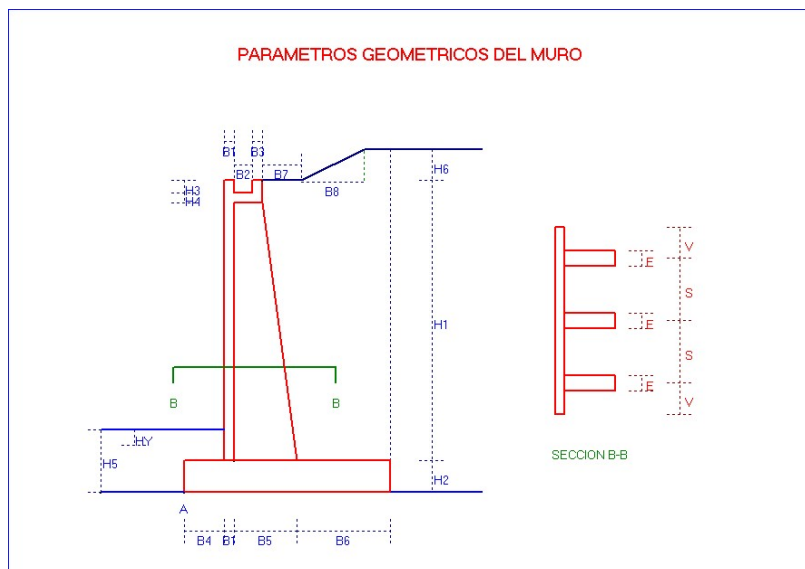 PARAMETROS GEOMETRICOS DEL MURO
B1 B3
B2 B7
H6
B8
H3
H4
V
E
S
H1
E
S
B B
E
V
HY
H5
SECCION B-B
H2
A
B4 B1 B5 B6